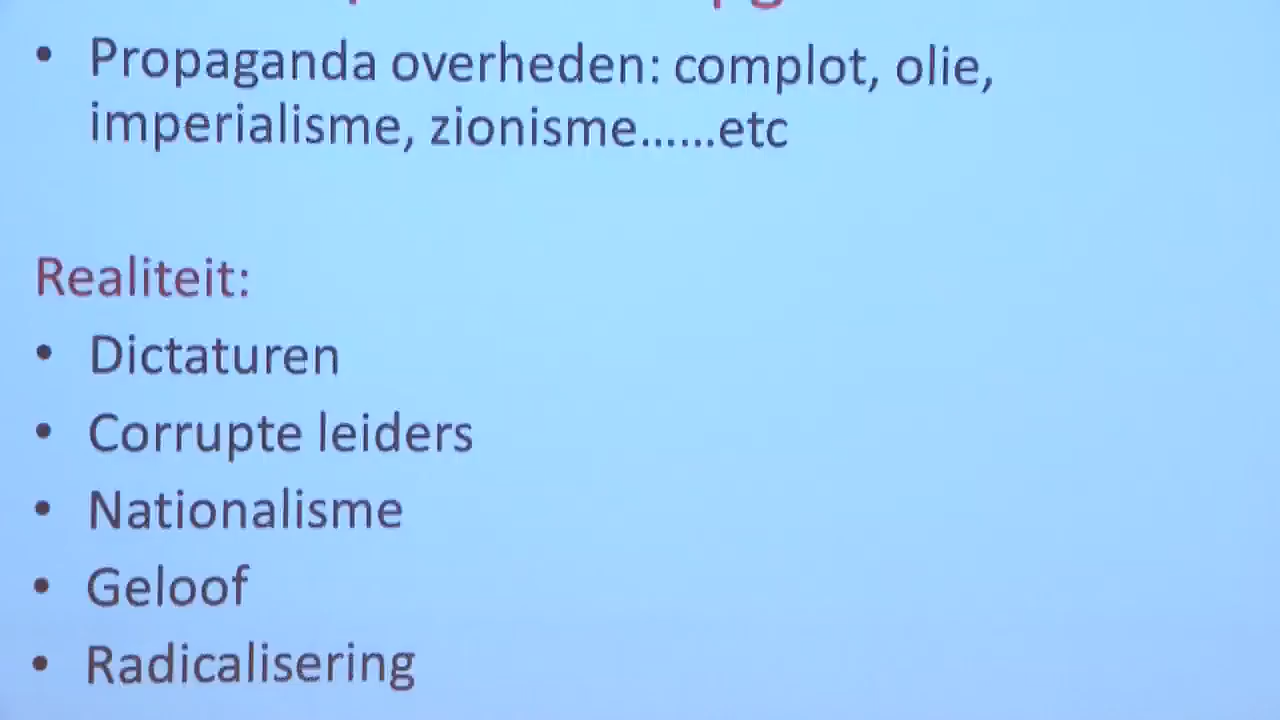 • Propaganda overheden: complot, olie,
imperialisme, zionisme......etc
Realiteit:
• Dictaturen
• Corrupte leiders
• Nationalisme
• Geloof
• Radicalisering